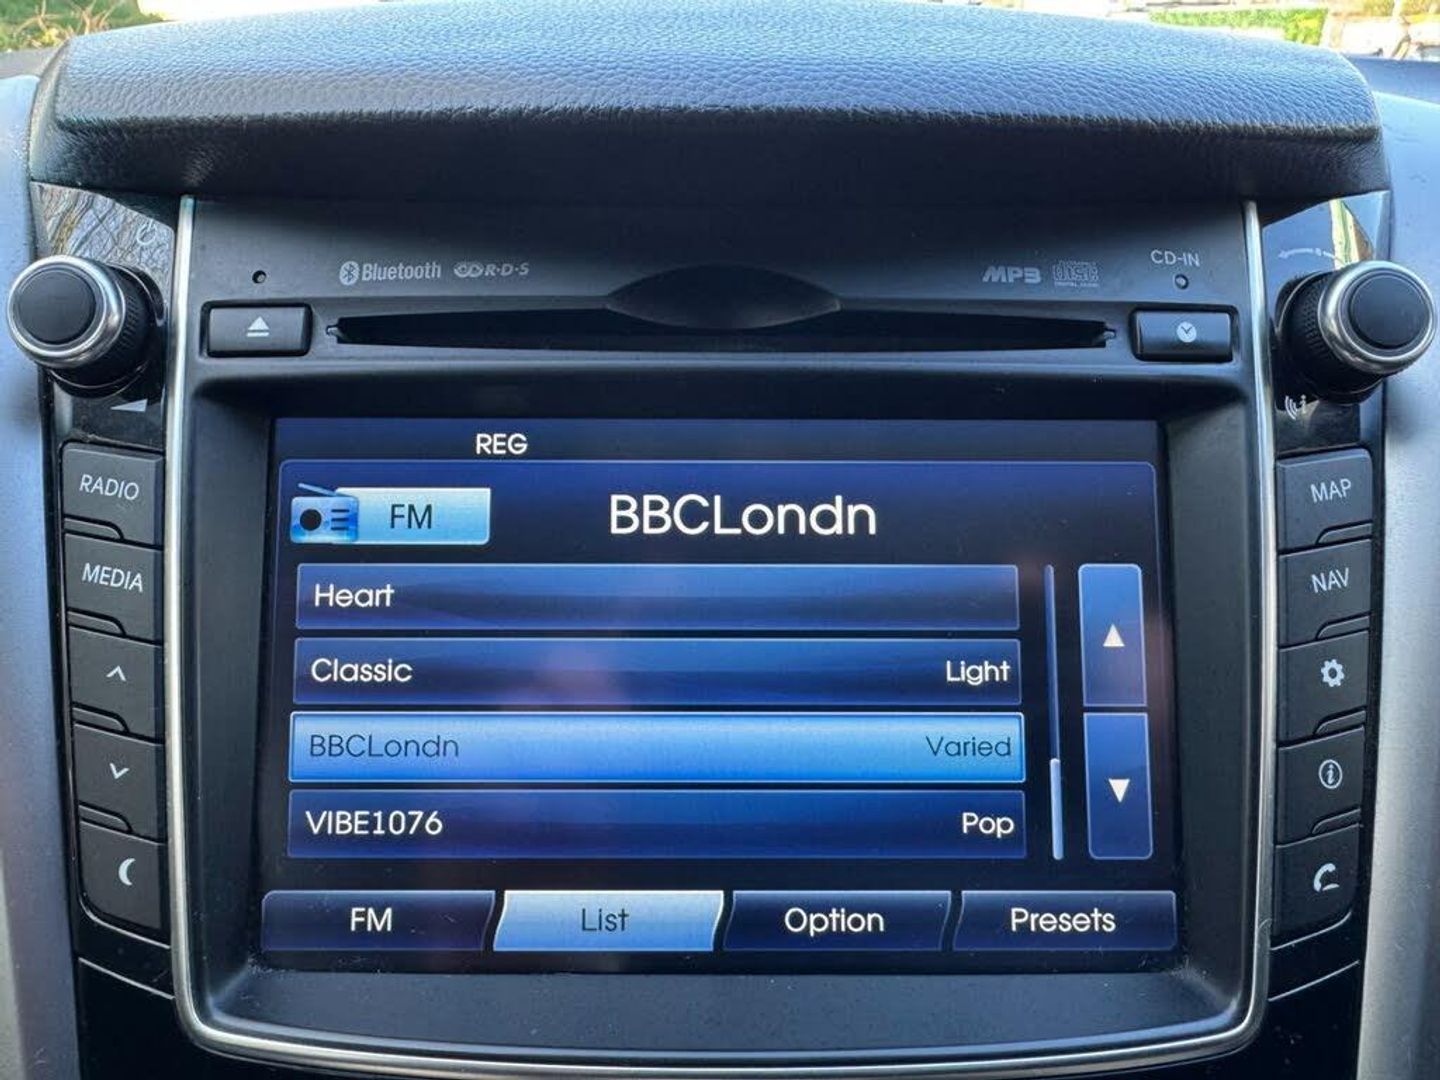 Bluetooth R·D·S
MP3
CD-IN
REG
FM BBCLondn
Heart
Classic Light
BBCLondn Varied
VIBE1076 Pop
FM List Option Presets
RADIO
MEDIA
MAP
NAV